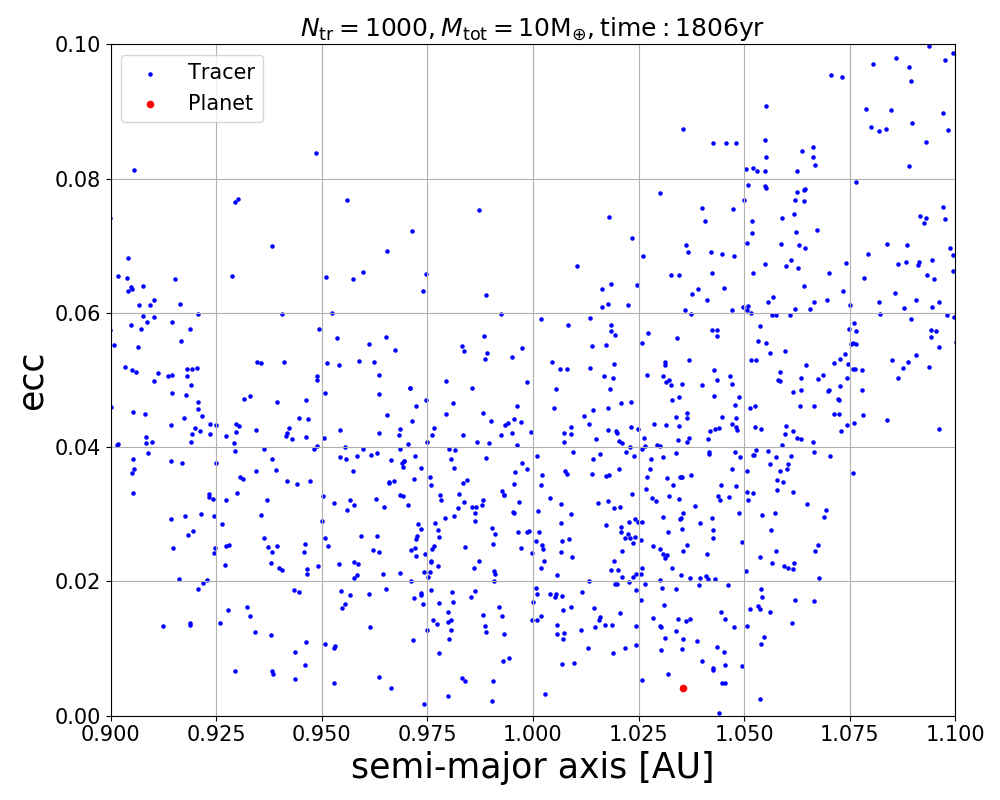 N_tr = 1000, M_tot = 10M_⊕, time : 1806yr
0.10
Tracer
Planet
0.08
0.06
ecc
0.04
0.02
0.00
0.900 0.925 0.950 0.975 1.000 1.025 1.050 1.075 1.100
semi-major axis [AU]